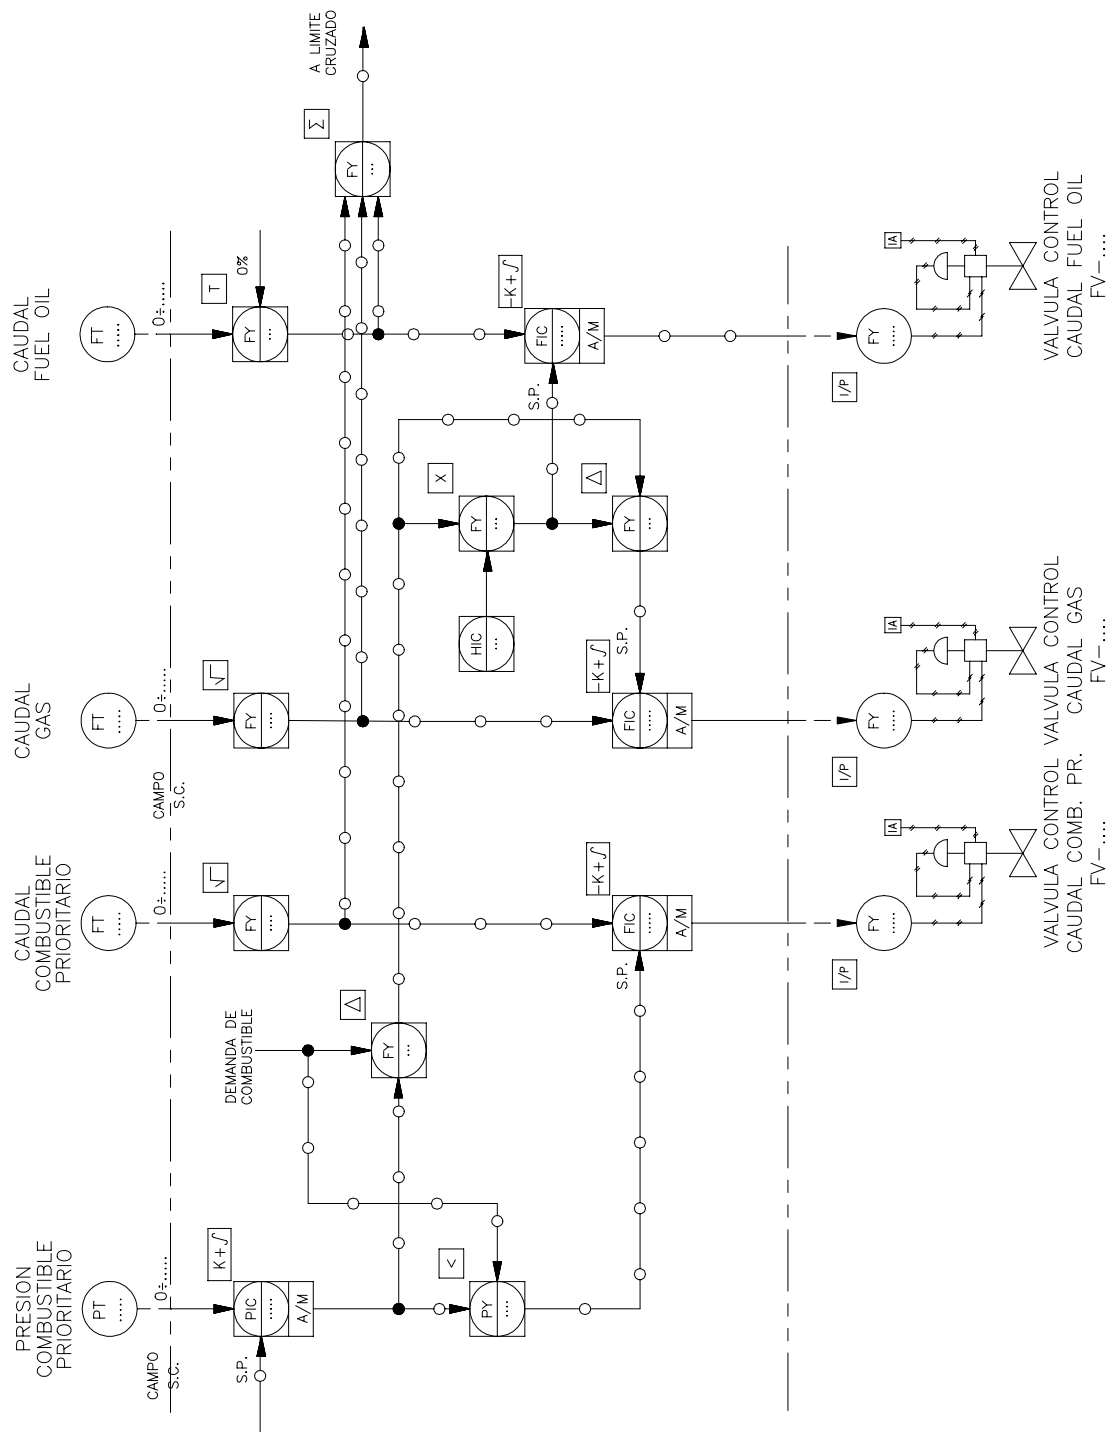 PRESION
COMBUSTIBLE
PRIORITARIO
CAUDAL
COMBUSTIBLE
PRIORITARIO
CAUDAL
GAS
CAUDAL
FUEL OIL
PT
.....
FT
.....
FT
.....
FT
.....
0÷.....
0÷.....
0÷.....
0÷.....
CAMPO
S.C.
CAMPO
S.C.
K+∫
√
√
T
0%
S.P.
PIC
....
A/M
FY
....
FY
....
FY
....
DEMANDA DE
COMBUSTIBLE
Σ
FY
...
A LIMITE
CRUZADO
△
FY
...
<
PY
....
HIC
...
X
FY
...
-K+∫
S.P.
FIC
....
A/M
△
FY
...
-K+∫
S.P.
FIC
....
A/M
-K+∫
S.P.
FIC
....
A/M
I/P
FY
....
IA
I/P
FY
....
IA
I/P
FY
....
IA
VALVULA CONTROL
CAUDAL COMB. PR.
FV-....
VALVULA CONTROL
CAUDAL GAS
FV-....
VALVULA CONTROL
CAUDAL FUEL OIL
FV-....